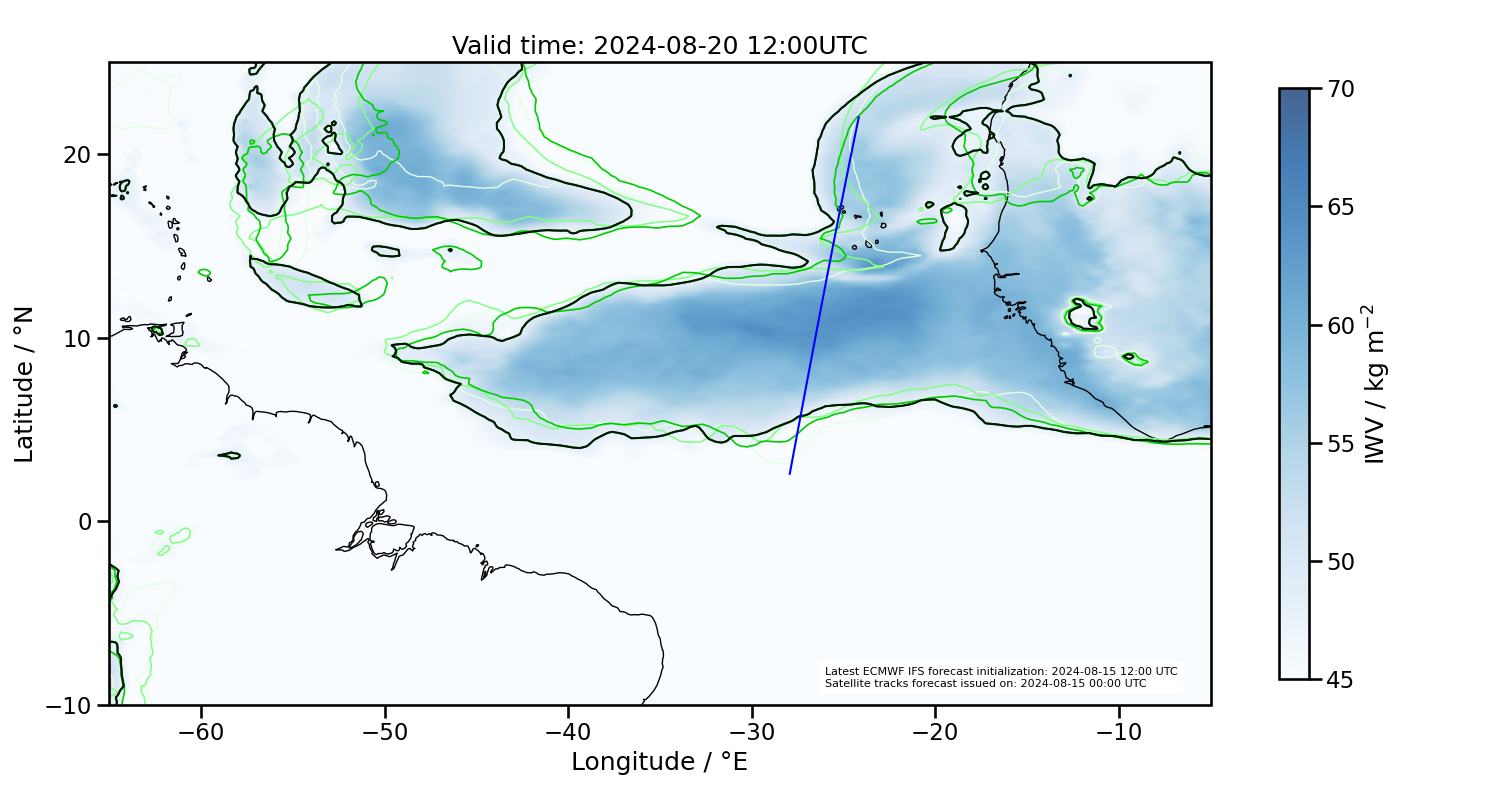 Valid time: 2024-08-20 12:00UTC
70
65
60
55
50
45
IWV / kg m−2
20
10
0
−10
Latitude / °N
Latest ECMWF IFS forecast initialization: 2024-08-15 12:00 UTC
Satellite tracks forecast issued on: 2024-08-15 00:00 UTC
−60
−50
−40
−30
−20
−10
Longitude / °E